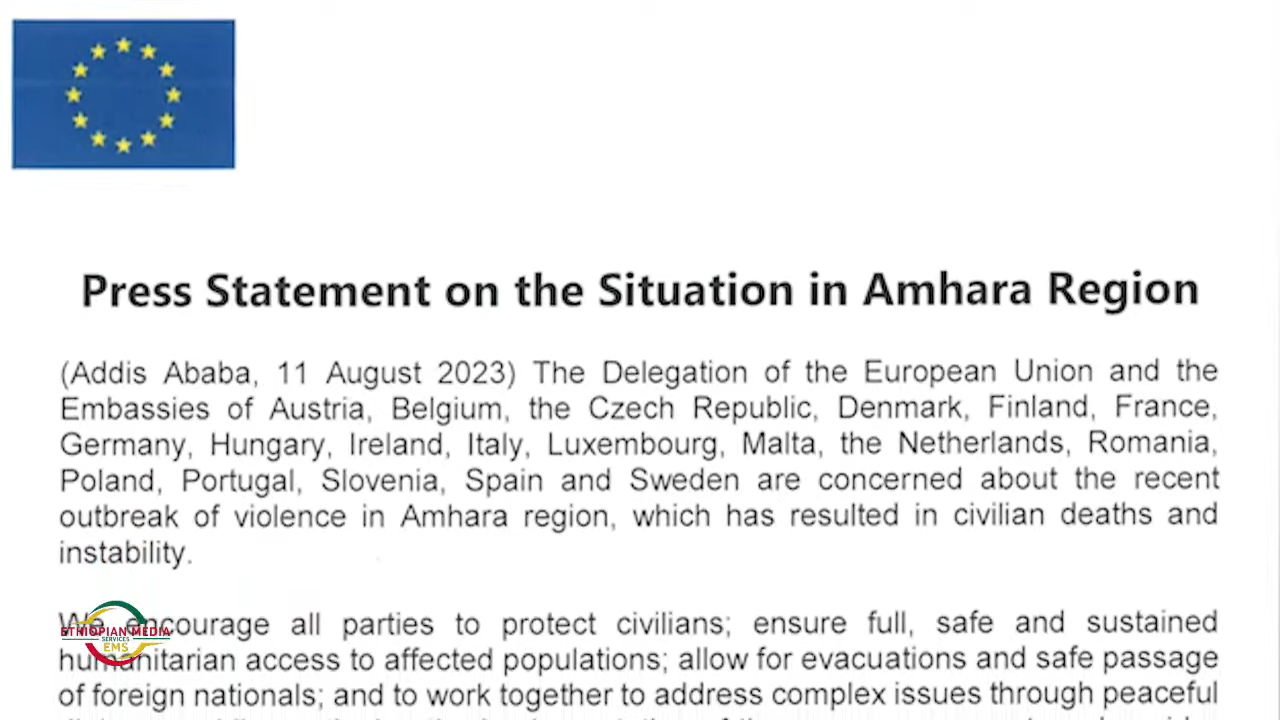 Press Statement on the Situation in Amhara Region
(Addis Ababa, 11 August 2023) The Delegation of the European Union and the
Embassies of Austria, Belgium, the Czech Republic, Denmark, Finland, France,
Germany, Hungary, Ireland, Italy, Luxembourg, Malta, the Netherlands, Romania,
Poland, Portugal, Slovenia, Spain and Sweden are concerned about the recent
outbreak of violence in Amhara region, which has resulted in civilian deaths and
instability.
We encourage all parties to protect civilians; ensure full, safe and sustained
humanitarian access to affected populations; allow for evacuations and safe passage
of foreign nationals; and to work together to address complex issues through peaceful
ETHIOPIAN MEDIA
SERVICES
EMS